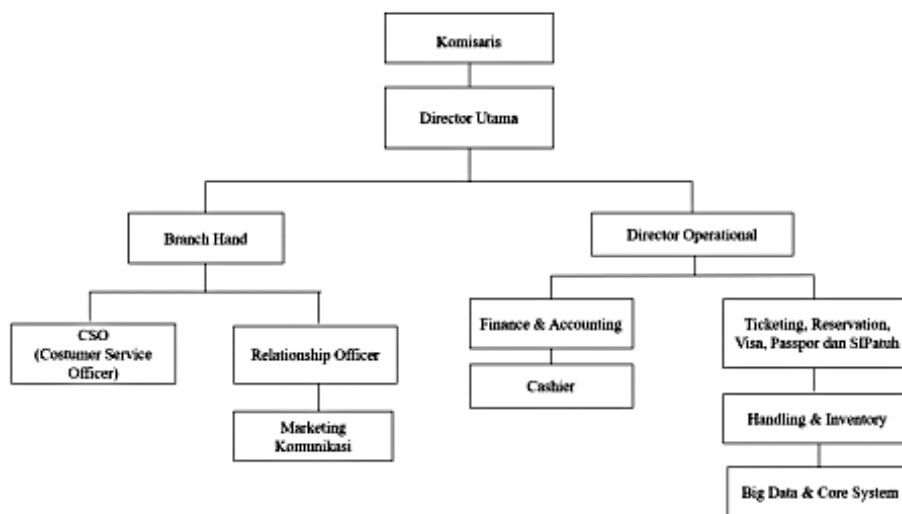 Komisaris
Director Utama
Branch Hand
Director Operational
CSO
(Costumer Service
Officer)
Relationship Officer
Finance & Accounting
Ticketing, Reservation,
Visa, Passpor dan SIPatuh
Cashier
Marketing
Komunikasi
Handling & Inventory
Big Data & Core System